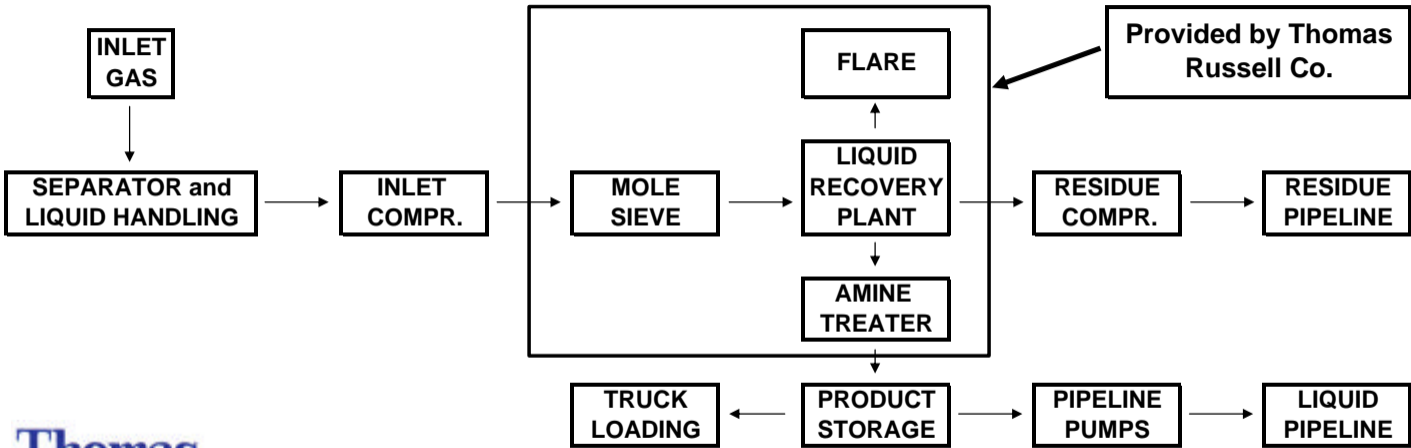 INLET
GAS
FLARE
Provided by Thomas
Russell Co.
SEPARATOR and
LIQUID HANDLING
INLET
COMPR.
MOLE
SIEVE
LIQUID
RECOVERY
PLANT
RESIDUE
COMPR.
RESIDUE
PIPELINE
AMINE
TREATER
TRUCK
LOADING
PRODUCT
STORAGE
PIPELINE
PUMPS
LIQUID
PIPELINE
Thomas